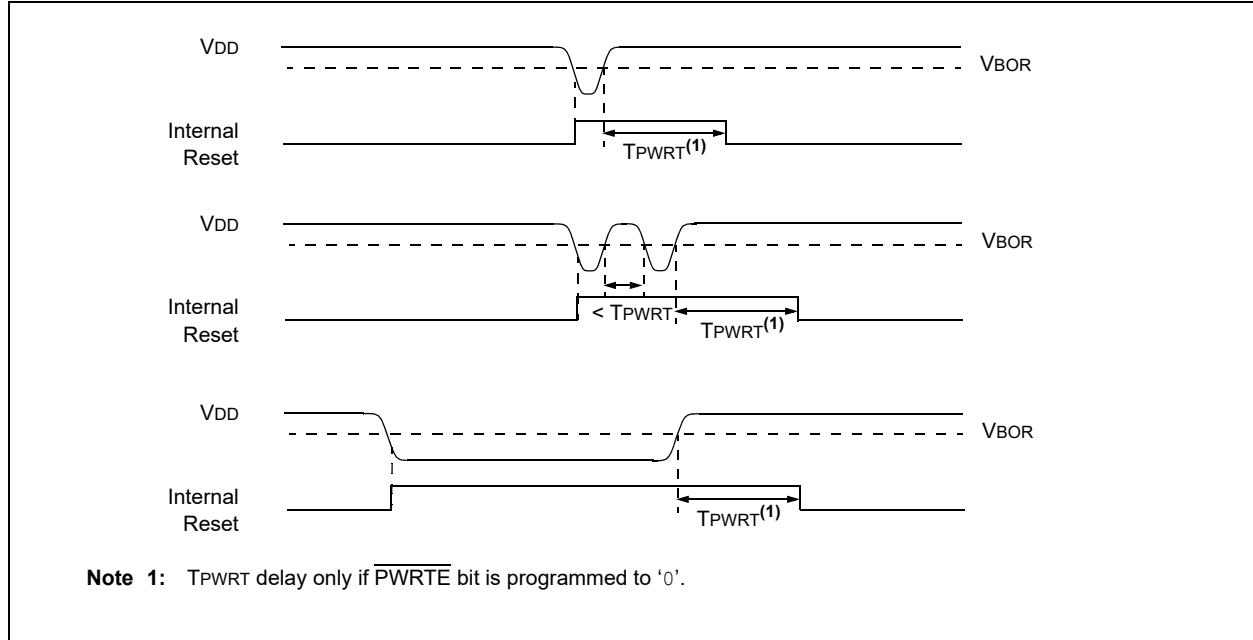 VDD
VBOR
Internal
Reset
TPWRT(1)
VDD
VBOR
Internal
Reset
< TPWRT
TPWRT(1)
VDD
VBOR
Internal
Reset
TPWRT(1)
Note 1: TPWRT delay only if PWRTE bit is programmed to ‘0’.